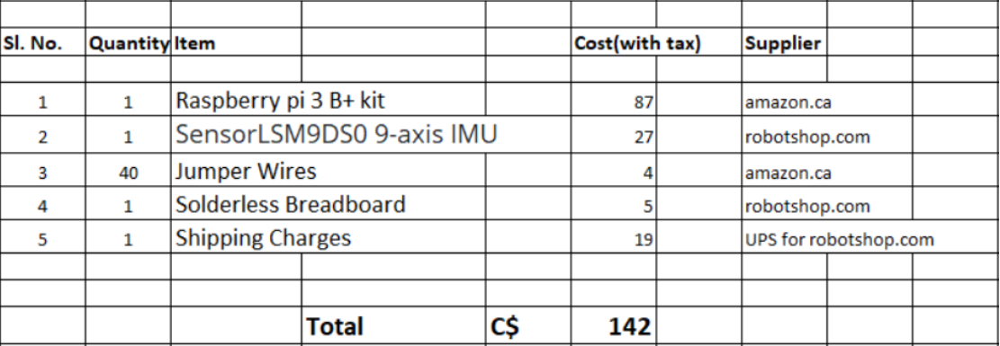 Sl. No. Quantity Item Cost(with tax) Supplier
1 1 Raspberry pi 3 B+ kit 87 amazon.ca
2 1 SensorLSM9DS0 9-axis IMU 27 robotshop.com
3 40 Jumper Wires 4 amazon.ca
4 1 Solderless Breadboard 5 robotshop.com
5 1 Shipping Charges 19 UPS for robotshop.com
Total C$ 142